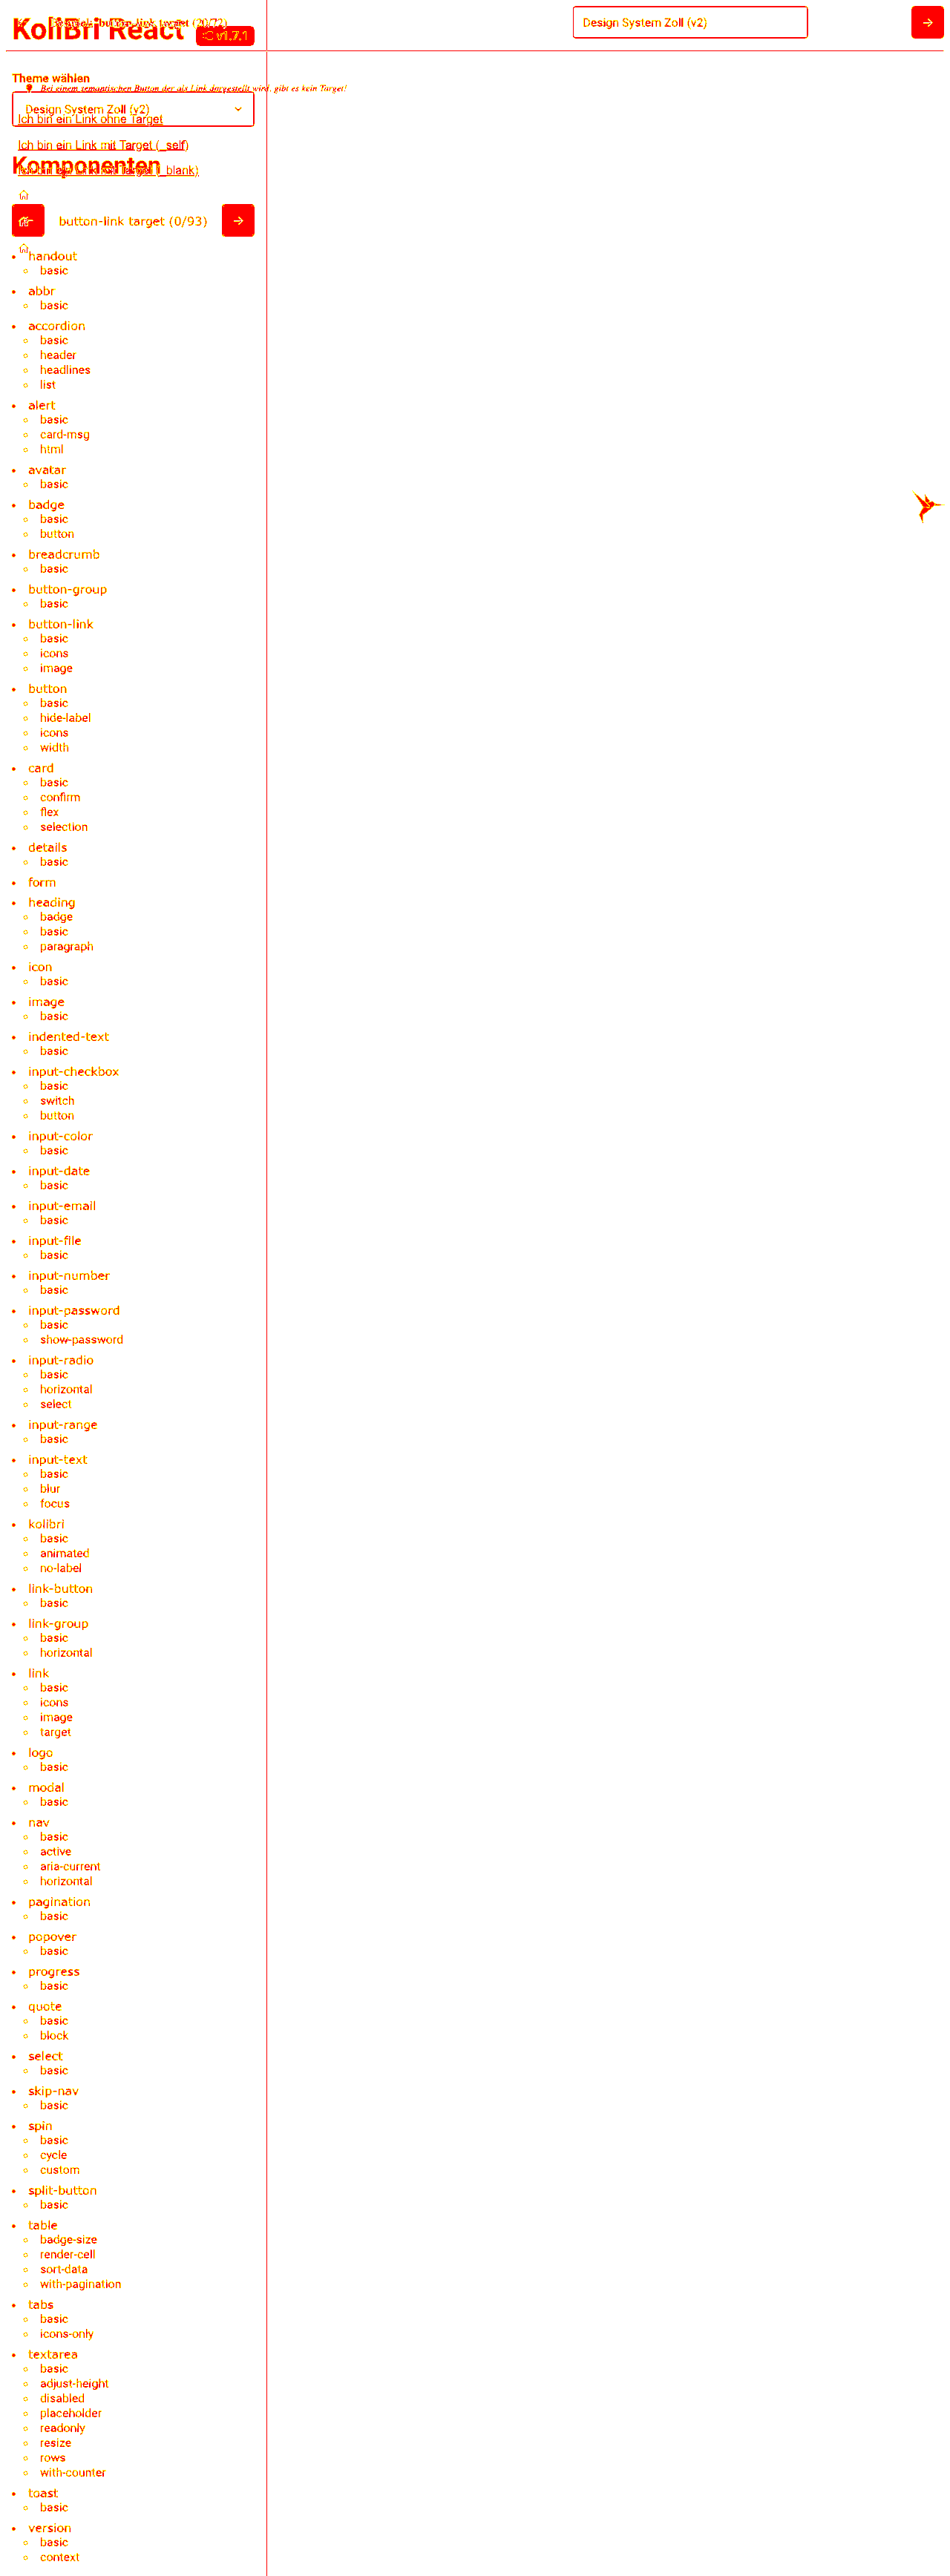 KoliBri React
v1.7.1
Design System Zoll (v2)
Theme wählen
Bei einem semantischen Button der als Link dargestellt wird, gibt es kein Target!
Design System Zoll (v2)
Ich bin ein Link ohne Target
Ich bin ein Link mit Target (_self)
Komponenten
Ich bin ein Link mit Target (_blank)
button-link target (0/93)
handout
basic
abbr
basic
accordion
basic
header
headlines
list
alert
basic
card-msg
html
avatar
basic
badge
basic
button
breadcrumb
basic
button-group
basic
button-link
basic
icons
image
button
basic
hide-label
icons
width
card
basic
confirm
flex
selection
details
basic
form
heading
badge
basic
paragraph
icon
basic
image
basic
indented-text
basic
input-checkbox
basic
switch
button
input-color
basic
input-date
basic
input-email
basic
input-file
basic
input-number
basic
input-password
basic
show-password
input-radio
basic
horizontal
select
input-range
basic
input-text
basic
blur
focus
kolibri
basic
animated
no-label
link-button
basic
link-group
basic
horizontal
link
basic
icons
image
target
logo
basic
modal
basic
nav
basic
active
aria-current
horizontal
pagination
basic
popover
basic
progress
basic
quote
basic
block
select
basic
skip-nav
basic
spin
basic
cycle
custom
split-button
basic
table
badge-size
render-cell
sort-data
with-pagination
tabs
basic
icons-only
textarea
basic
adjust-height
disabled
placeholder
readonly
resize
rows
with-counter
toast
basic
version
basic
context